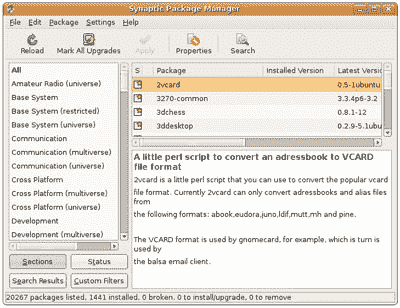 Synaptic Package Manager
File Edit Package Settings Help
Reload Mark All Upgrades Apply Properties Search
All
Amateur Radio (universe)
Base System
Base System (restricted)
Base System (universe)
Communication
Communication (multiverse)
Communication (universe)
Cross Platform
Cross Platform (multiverse)
Cross Platform (universe)
Development
Development (multiverse)
Sections Status
Search Results Custom Filters
S Package Installed Version Latest Version
2vcard 0.5-1ubuntu
3270-common 3.3.4p6-3.2
3dchess 0.8.1-12
3ddesktop 0.2.9-5.1ubu
A little perl script to convert an adressbook to VCARD
file format
2vcard is a little perl script that you can use to convert the popular vcard
file format. Currently 2vcard can only convert adressbooks and alias files
from
the following formats: abook,eudora,juno,ldif,mutt,mh and pine.
The VCARD format is used by gnomecard, for example, which is turn is
used by
the balsa email client.
20267 packages listed, 1441 installed, 0 broken. 0 to install/upgrade, 0 to remove